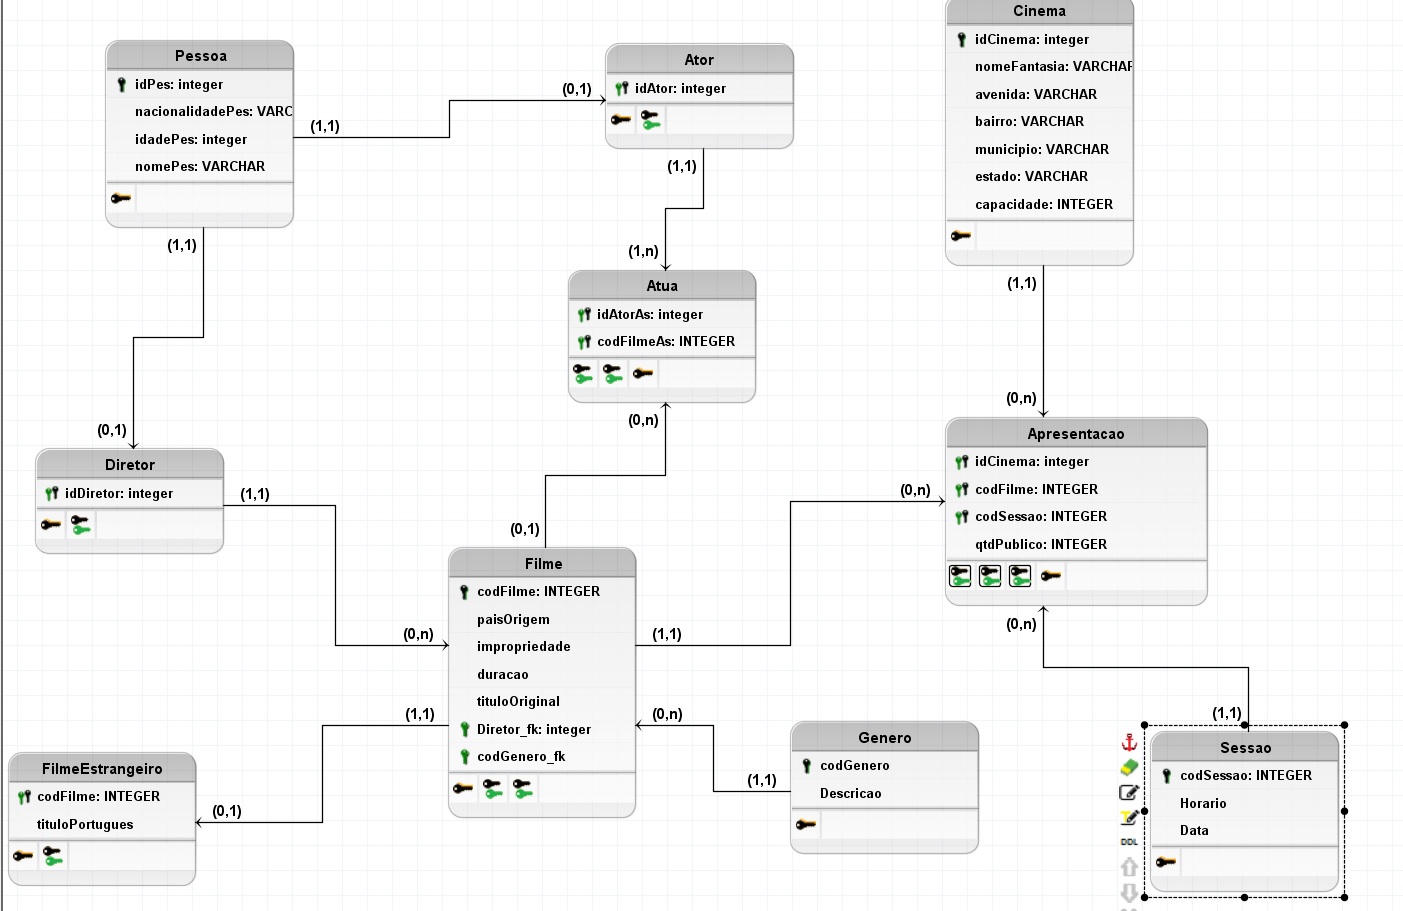 Pessoa
idPes: integer
nacionalidadePes: VARC
idadePes: integer
nomePes: VARCHAR
(1,1)
(0,1)
Ator
idAtor: integer
(1,1)
(1,n)
Cinema
idCinema: integer
nomeFantasia: VARCHAR
avenida: VARCHAR
bairro: VARCHAR
municipio: VARCHAR
estado: VARCHAR
capacidade: INTEGER
(1,1)
(0,n)
(1,1)
(0,1)
Atua
idAtorAs: integer
codFilmeAs: INTEGER
(0,n)
(0,1)
Diretor
idDiretor: integer
(1,1)
(0,n)
Apresentacao
idCinema: integer
codFilme: INTEGER
codSessao: INTEGER
qtdPublico: INTEGER
(0,n)
(0,n)
Filme
codFilme: INTEGER
paisOrigem
impropriedade
duracao
tituloOriginal
Diretor_fk: integer
codGenero_fk
(1,1)
(1,1)
(0,1)
(0,n)
(1,1)
FilmeEstrangeiro
codFilme: INTEGER
tituloPortugues
Genero
codGenero
Descricao
(1,1)
Sessao
codSessao: INTEGER
Horario
Data
DDL